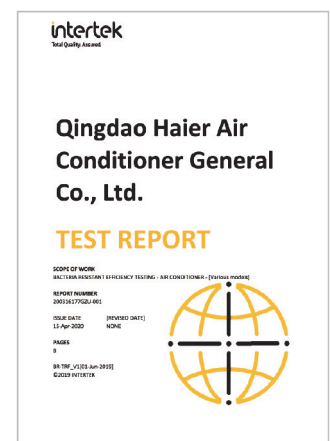 intertek
Total Quality. Assured.
Qingdao Haier Air
Conditioner General
Co., Ltd.
TEST REPORT
SCOPE OF WORK
BACTERIA RESISTANT EFFICIENCY TESTING - AIR CONDITIONER - [Various models]
REPORT NUMBER
200316177GZU-001
ISSUE DATE [REVISED DATE]
15-Apr-2020 NONE
PAGES
8
BR-TRF_V1[01-Jun-2019]
©2019 INTERTEK